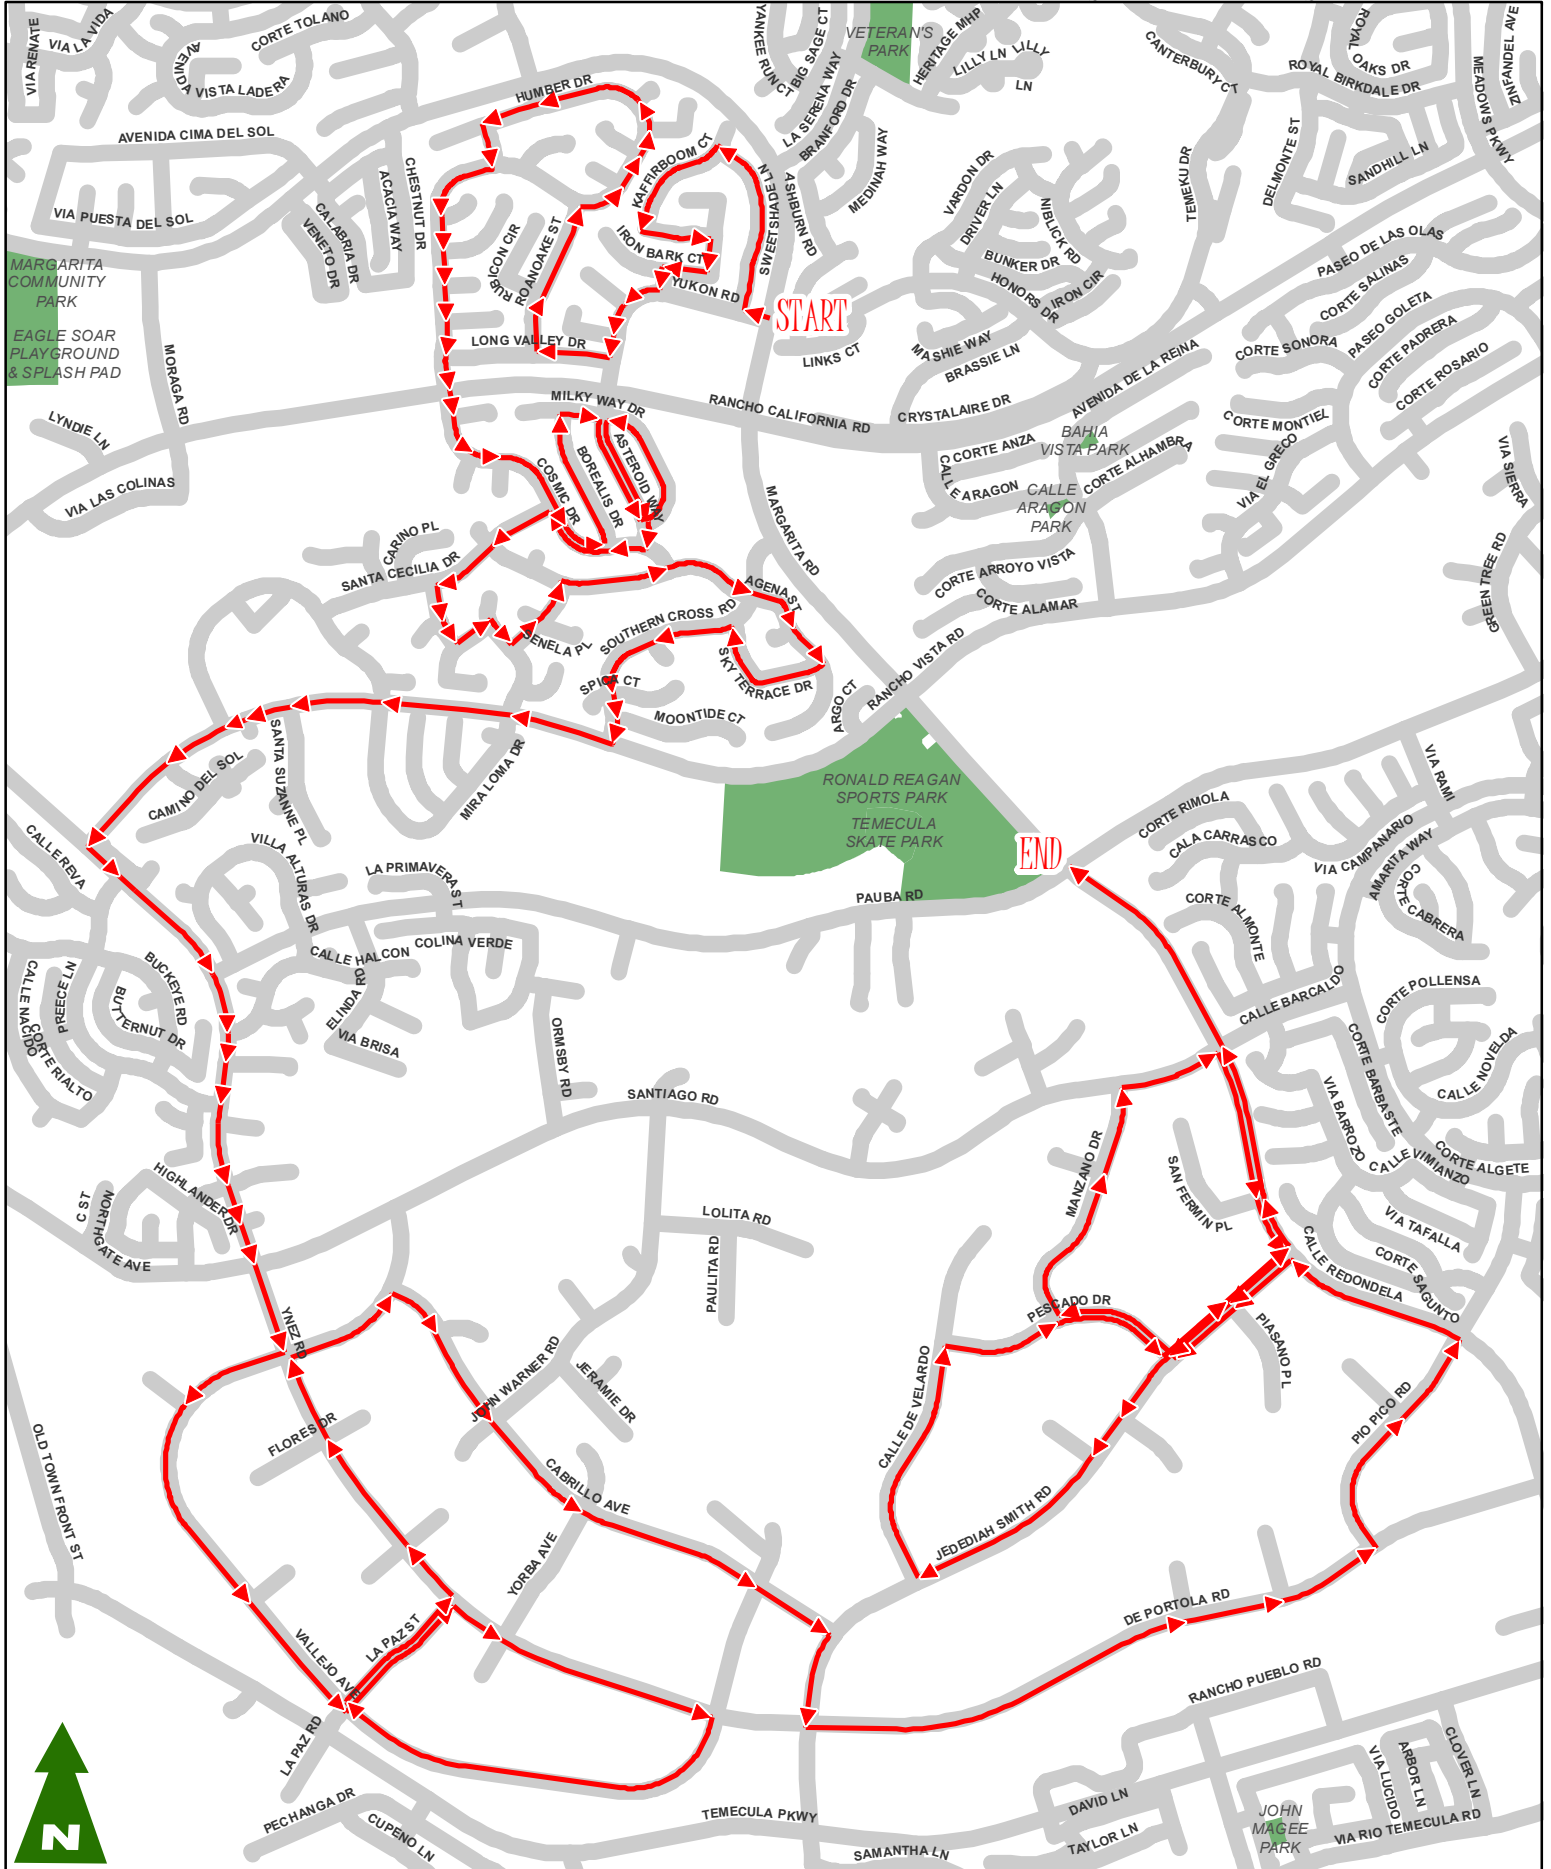 VIA RENATE
VIA LA VIDA
AVENIDA VISTA LADERA
CORTE TOLANO
HUMBER DR
YANKEE RUN CT
BIG SAGE CT
LA SERENA WAY
BRANFORD DR
VETERAN'S
PARK
HERITAGE MHP
LILLY LN
LILLY
LN
CANTERBURY CT
ROYAL OAKS DR
ROYAL BIRKDALE DR
MEADOWS PKWY
ZINFANDEL AVE
AVENIDA CIMA DEL SOL
CHESTNUT DR
ACACIA WAY
CALABRIA DR
VENETO DR
VIA PUESTA DEL SOL
KAFFIRBOOM CT
SWEETSHADE LN
ASHBURN RD
MEDINAH WAY
VARDON DR
DRIVER LN
NIBLICK RD
BUNKER DR
HONORS DR
IRON CIR
TEMEKU DR
DELMONTE ST
SANDHILL LN
MARGARITA
COMMUNITY
PARK
EAGLE SOAR
PLAYGROUND
& SPLASH PAD
RUBICON CIR
ROANOAKE ST
IRON BARK CT
YUKON RD
START
LINKS CT
MASHIE WAY
BRASSIE LN
PASEO DE LAS OLAS
CORTE SALINAS
PASEO GOLETA
CORTE SONORA
CORTE PADRERA
CORTE ROSARIO
LONG VALLEY DR
MORAGA RD
LYNDIE LN
VIA LAS COLINAS
MILKY WAY DR
RANCHO CALIFORNIA RD
CRYSTALAIRE DR
AVENIDA DE LA REINA
BAHIA
VISTA PARK
CORTE ANZA
CALLE ARAGON
CALLE
ARAGON
PARK
CORTE ALHAMBRA
CORTE MONTIEL
VIA EL GRECO
VIA SIERRA
COSMIC DR
BOREALIS DR
ASTEROID WAY
MARGARITA RD
CARINO PL
SANTA CECILIA DR
CORTE ARROYO VISTA
CORTE ALAMAR
GREEN TREE RD
AGENA ST
SOUTHERN CROSS RD
SENELA PL
SKY TERRACE DR
SPICA CT
MOONTIDE CT
ARGO CT
RANCHO VISTA RD
CAMINO DEL SOL
SANTA SUZANNE PL
MIRA LOMA DR
RONALD REAGAN
SPORTS PARK
TEMECULA
SKATE PARK
END
CORTE RIMOLA
CALA CARRASCO
VIA RAMI
VIA CAMPANARIO
AMARITA WAY
CORTE CABRERA
CALLE REVA
VILLA ALTURAS DR
LA PRIMAVERA ST
PAUBA RD
CORTE ALMONTE
CALLE HALCON
COLINA VERDE
ELINDA RD
VIA BRISA
CALLE NACIDO
PREECE LN
CORTE RIALTO
BUTTERNUT DR
BUCKEYE RD
ORMSBY RD
SANTIAGO RD
CALLE BARCALDO
CORTE POLLENSA
CORTE BARBASTE
CALLE NOVELDA
VIA BARROZO
CALLE VIMIANZO
CORTE ALGETE
HIGHLANDER DR
C ST
NORTHGATE AVE
LOLITA RD
PAULITA RD
MANZANO DR
SAN FERMIN PL
VIA TAFALLA
CORTE SAGUNTO
CALLE REDONDELA
YNEZ RD
PESCADO DR
PIASANO PL
JOHN WARNER RD
JERAMIE DR
CALLE DE VELARDO
PIO PICO RD
OLD TOWN FRONT ST
FLORES DR
CABRILLO AVE
YORBA AVE
JEDEDIAH SMITH RD
DE PORTOLA RD
VALLEJO AVE
LA PAZ ST
LA PAZ RD
RANCHO PUEBLO RD
PECHANGA DR
CUPENO LN
TEMECULA PKWY
SAMANTHA LN
DAVID LN
TAYLOR LN
JOHN
MAGEE
PARK
VIA LUCIDO
ARBOR LN
CLOVER LN
VIA RIO TEMECULA RD
N